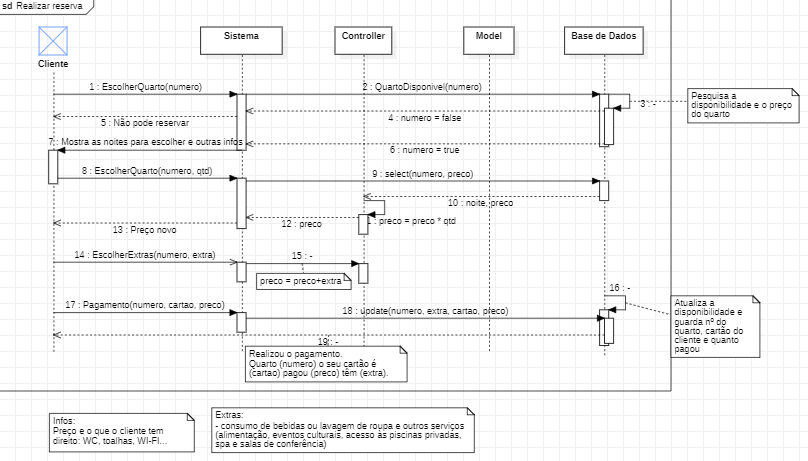 sd Realizar reserva
Sistema
Controller
Model
Base de Dados
Cliente
1 : EscolherQuarto(numero)
2 : QuartoDisponivel(numero)
3 : -
Pesquisa a
disponibilidade e o preço
do quarto
4 : numero = false
5 : Não pode reservar
6 : numero = true
7 : Mostra as noites para escolher e outras infos
8 : EscolherQuarto(numero, qtd)
9 : select(numero, preco)
10 : noite, preco
: preco = preco * qtd
12 : preco
13 : Preço novo
14 : EscolherExtras(numero, extra)
15 : -
preco = preco+extra
16 : -
Atualiza a
disponibilidade e
guarda nº do
quarto, cartão do
cliente e quanto
pagou
17 : Pagamento(numero, cartao, preco)
18 : update(numero, extra, cartao, preco)
19 : -
Realizou o pagamento.
Quarto (numero) o seu cartão é
(cartao) pagou (preco) têm (extra).
Infos:
Preço e o que o cliente tem
direito: WC, toalhas, WI-FI...
Extras:
- consumo de bebidas ou lavagem de roupa e outros serviços
(alimentação, eventos culturais, acesso às piscinas privadas,
spa e salas de conferência)